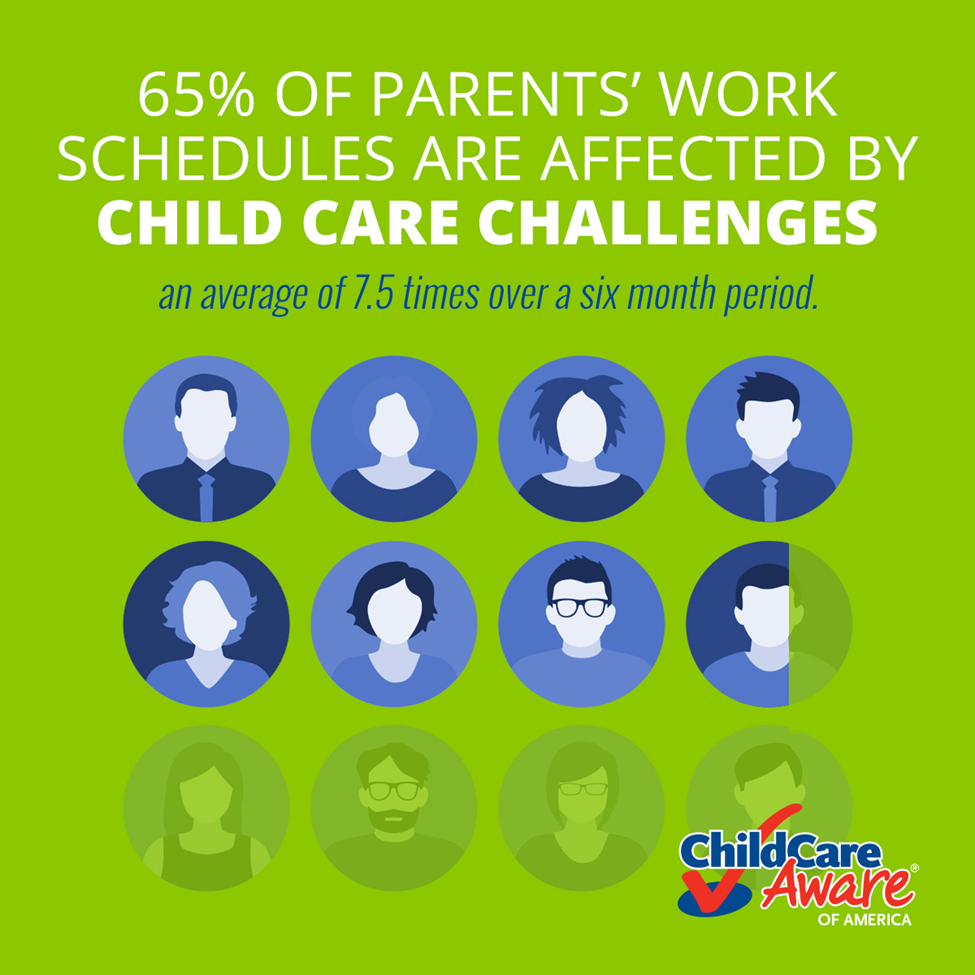 65% OF PARENTS’ WORK
SCHEDULES ARE AFFECTED BY
CHILD CARE CHALLENGES
an average of 7.5 times over a six month period.
ChildCare
Aware®
OF AMERICA